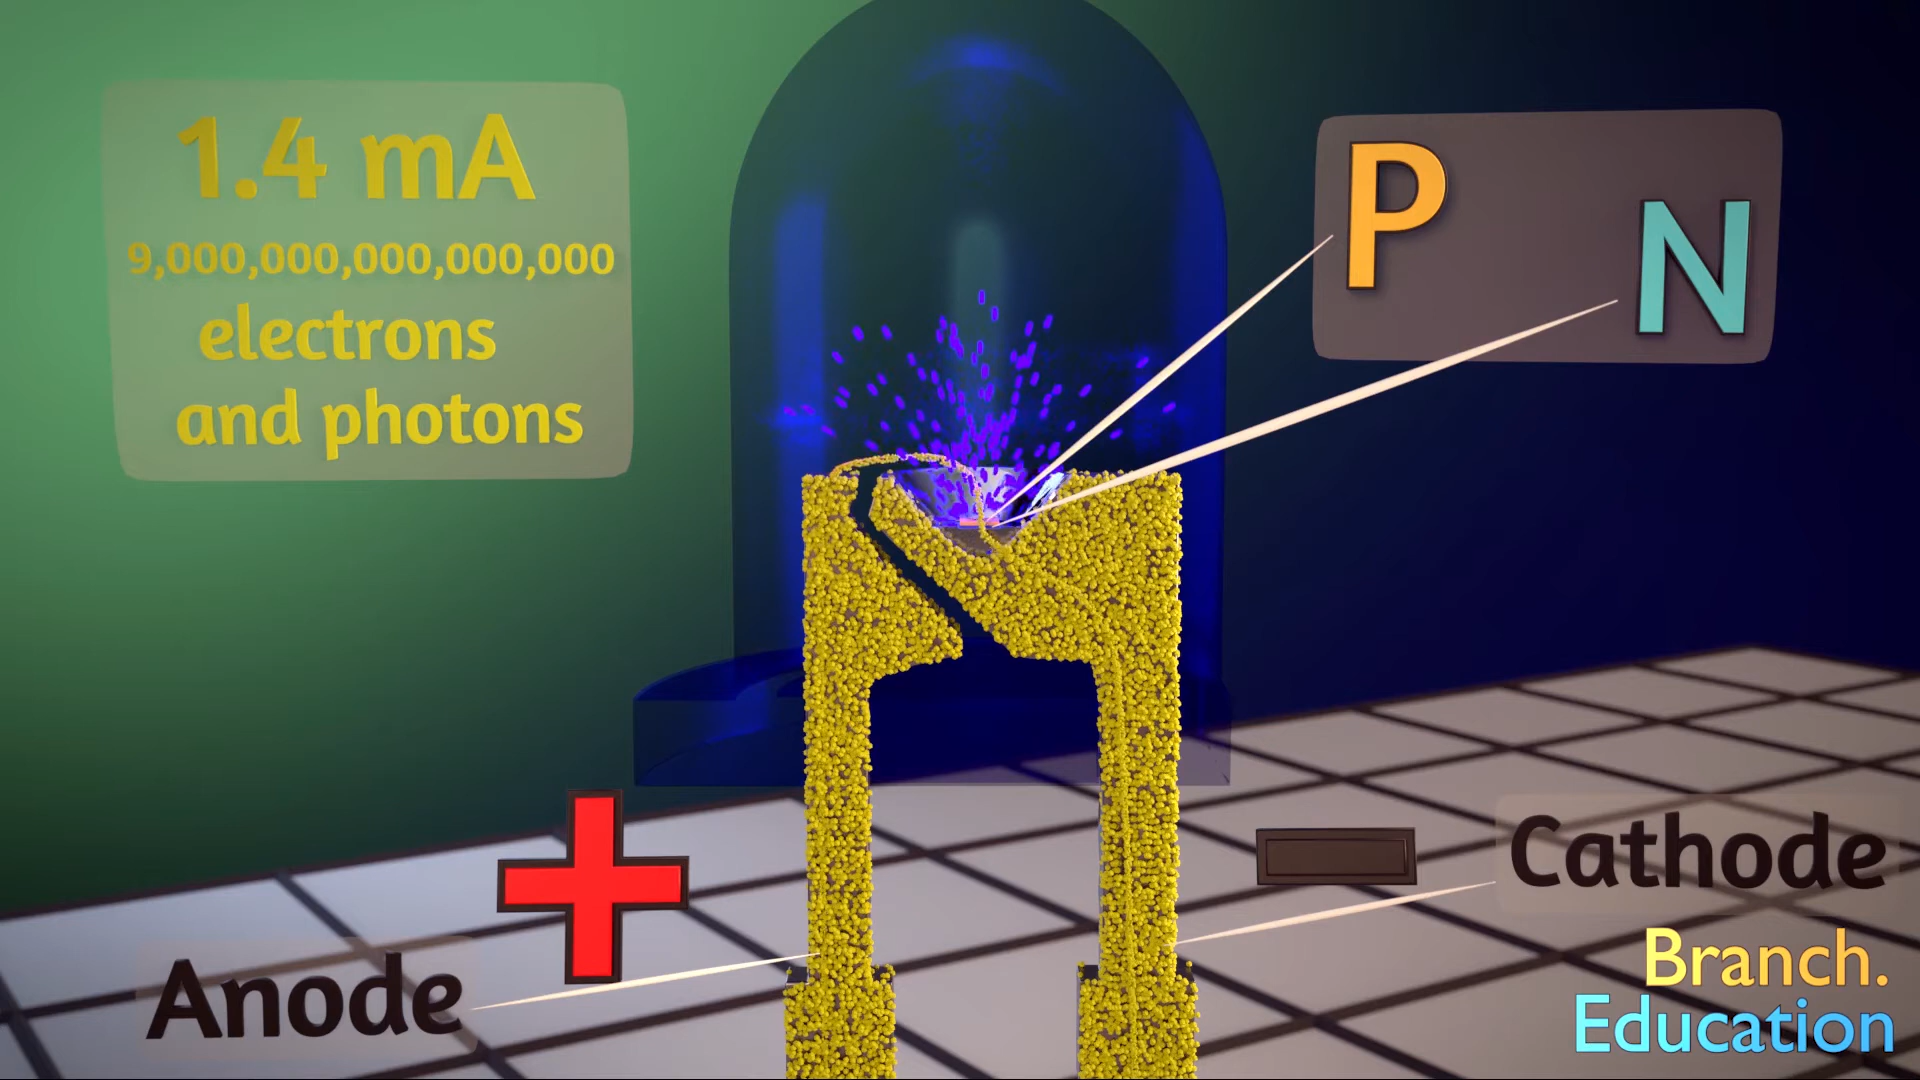 1.4 mA
9,000,000,000,000,000
electrons
and photons
P
N
Anode
Cathode
Branch.
Education